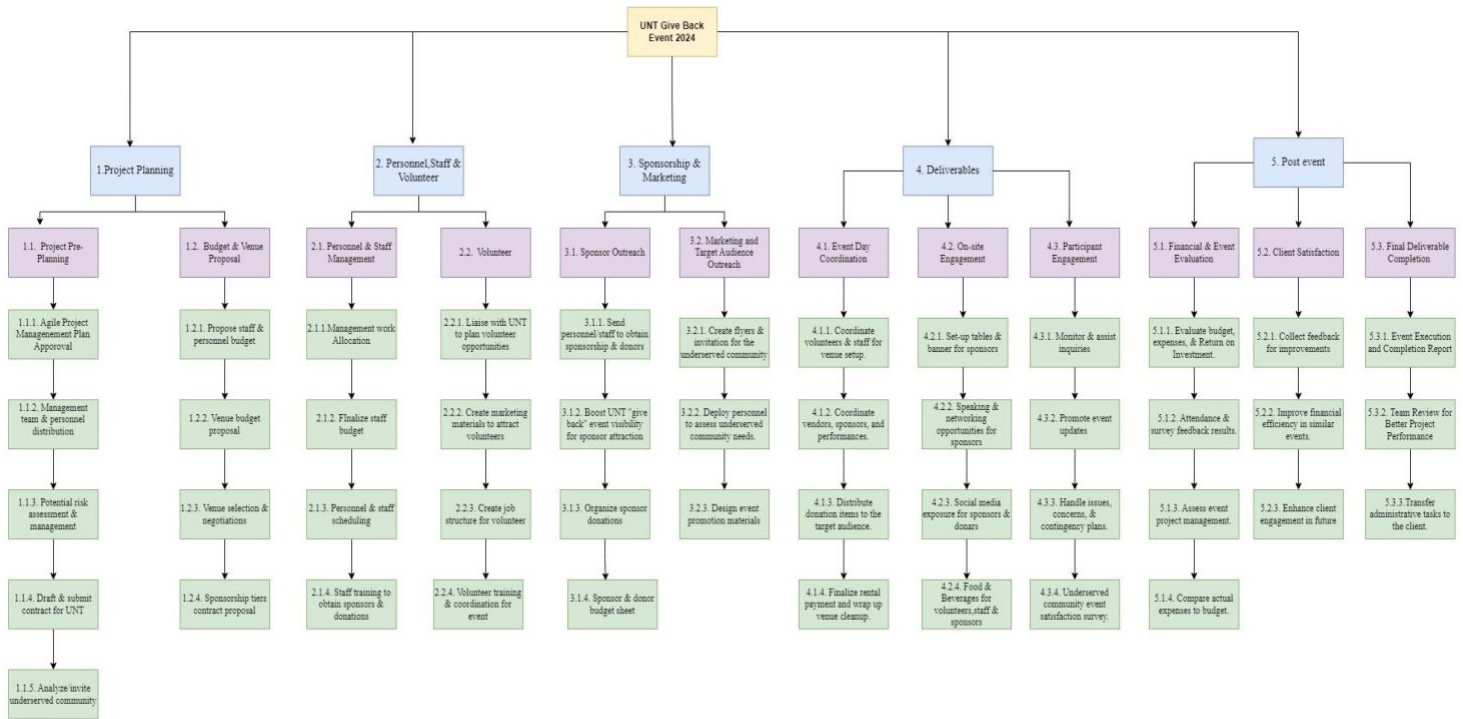 UNT Give Back
Event 2024
1.Project Planning
2. Personnel,Staff &
Volunteer
3. Sponsorship &
Marketing
4. Deliverables
5. Post event
1.1. Project Pre-
Planning
1.2. Budget & Venue
Proposal
2.1. Personnel & Staff
Management
2.2. Volunteer
3.1. Sponsor Outreach
3.2. Marketing and
Target Audience
Outreach
4.1. Event Day
Coordination
4.2. On-site
Engagement
4.3. Participant
Engagement
5.1. Financial & Event
Evaluation
5.2. Client Satisfaction
5.3. Final Deliverable
Completion
1.1.1. Agile Project
Management Plan
Apporoval
1.2.1. Propose staff &
personnel budget
2.1.1.Management work
Allocation
2.2.1. Liaise with UNT
to plan volunteer
opportunities
3.1.1. Send
personnel/staff to obtain
sponsorship & donors
3.2.1. Create flyers &
invitation for the
underserved community
4.1.1. Coordinate
volunteers & staff for
venue setup.
4.2.1. Set-up tables &
banner for sponsors
4.3.1. Monitor & assist
inquiries
5.1.1. Evaluate budget,
expenses, & Return on
Investment.
5.2.1. Collect feedback
for improvements
5.3.1. Event Execution
and Completion Report
1.1.2. Management
team & personnel
distribution
1.2.2. Venue budget
proposal
2.1.2. FInalize staff
budget
2.2.2. Create marketing
materials to attract
volunteers
3.1.2. Boost UNT "give
back" event visibility
for sponsor attraction
3.2.2. Deploy personnel
to assess underserved
community needs.
4.1.2. Coordinate
vendors, sponsors, and
performances.
4.2.2. Speaking &
networking
opportunities for
sponsors
4.3.2. Promote event
updates
5.1.2. Attendance &
survey feedback results.
5.2.2. Improve financial
efficiency in similar
events.
5.3.2. Team Review for
Better Project
Performance
1.1.3. Potential risk
assessment &
management
1.2.3. Venue selection &
negotiations
2.1.3. Personnel & staff
scheduling
2.2.3. Create job
structure for volunteer
3.1.3. Organize sponsor
donations
3.2.3. Design event
promotion materials
4.1.3. Distribute
donation items to the
target audience.
4.2.3. Social media
exposure for sponsors &
donars
4.3.3. Handle issues,
concerns, &
contingency plans.
5.1.3. Assess event
project management.
5.2.3. Enhance client
engagement in future
5.3.3.Transfer
administrative tasks to
the client.
1.1.4. Draft & submit
contract for UNT
1.2.4. Sponsorship tiers
contract proposal
2.1.4. Staff training to
obtain sponsors &
donations
2.2.4. Volunteer training
& coordination for
event
3.1.4. Sponsor & donor
budget sheet
4.1.4. Finalize rental
payment and wrap up
venue cleanup.
4.2.4. Food &
Beverages for
volunteers,staff &
sponsors
4.3.4. Underserved
community event
satisfaction survey.
5.1.4. Compare actual
expenses to budget.
1.1.5. Analyze/invite
underserved community